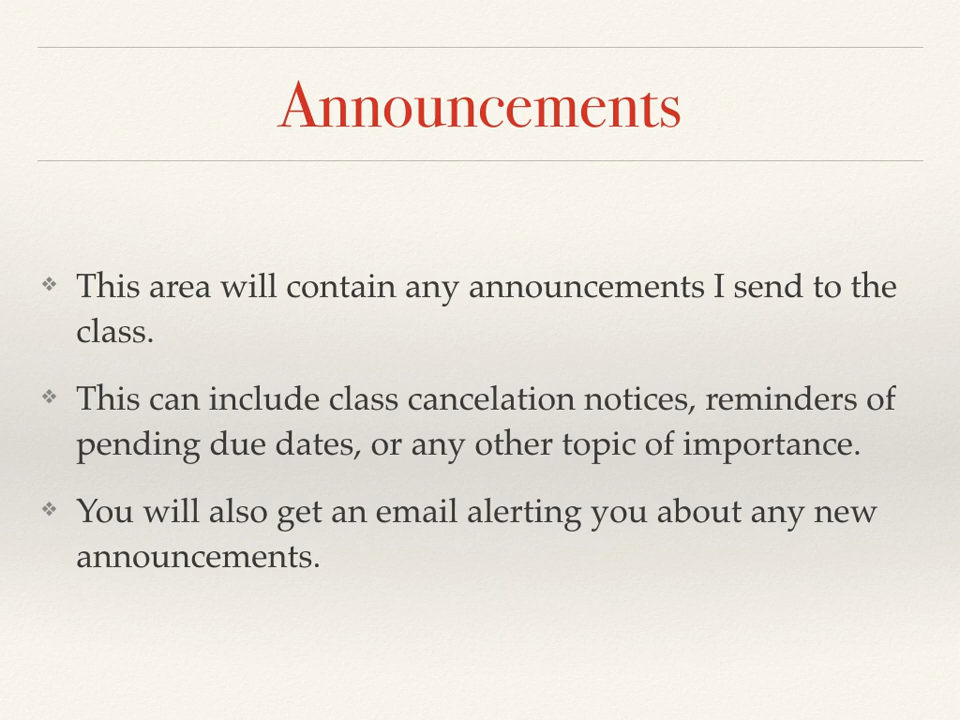 Announcements
❖ This area will contain any announcements I send to the
class.
❖ This can include class cancelation notices, reminders of
pending due dates, or any other topic of importance.
❖ You will also get an email alerting you about any new
announcements.